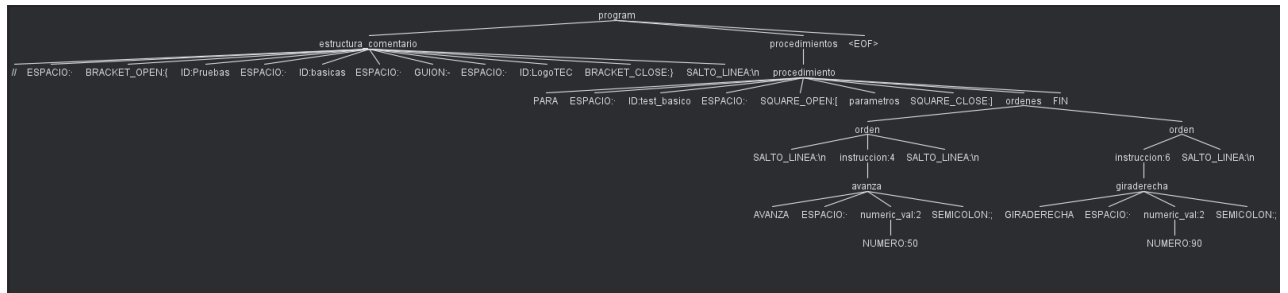 program
estructura_comentario procedimientos <EOF>
// ESPACIO:· BRACKET_OPEN:{ ID:Pruebas ESPACIO:· ID:basicas ESPACIO:· GUION:- ESPACIO:· ID:LogoTEC BRACKET_CLOSE:} SALTO_LINEA:\n procedimiento
PARA ESPACIO:· ID:test_basico ESPACIO:· SQUARE_OPEN:[ parametros SQUARE_CLOSE:] ordenes FIN
orden orden
SALTO_LINEA:\n instruccion:4 SALTO_LINEA:\n instruccion:6 SALTO_LINEA:\n
avanza giraderecha
AVANZA ESPACIO:· numeric_val:2 SEMICOLON:; GIRADERECHA ESPACIO:· numeric_val:2 SEMICOLON:;
NUMERO:50 NUMERO:90